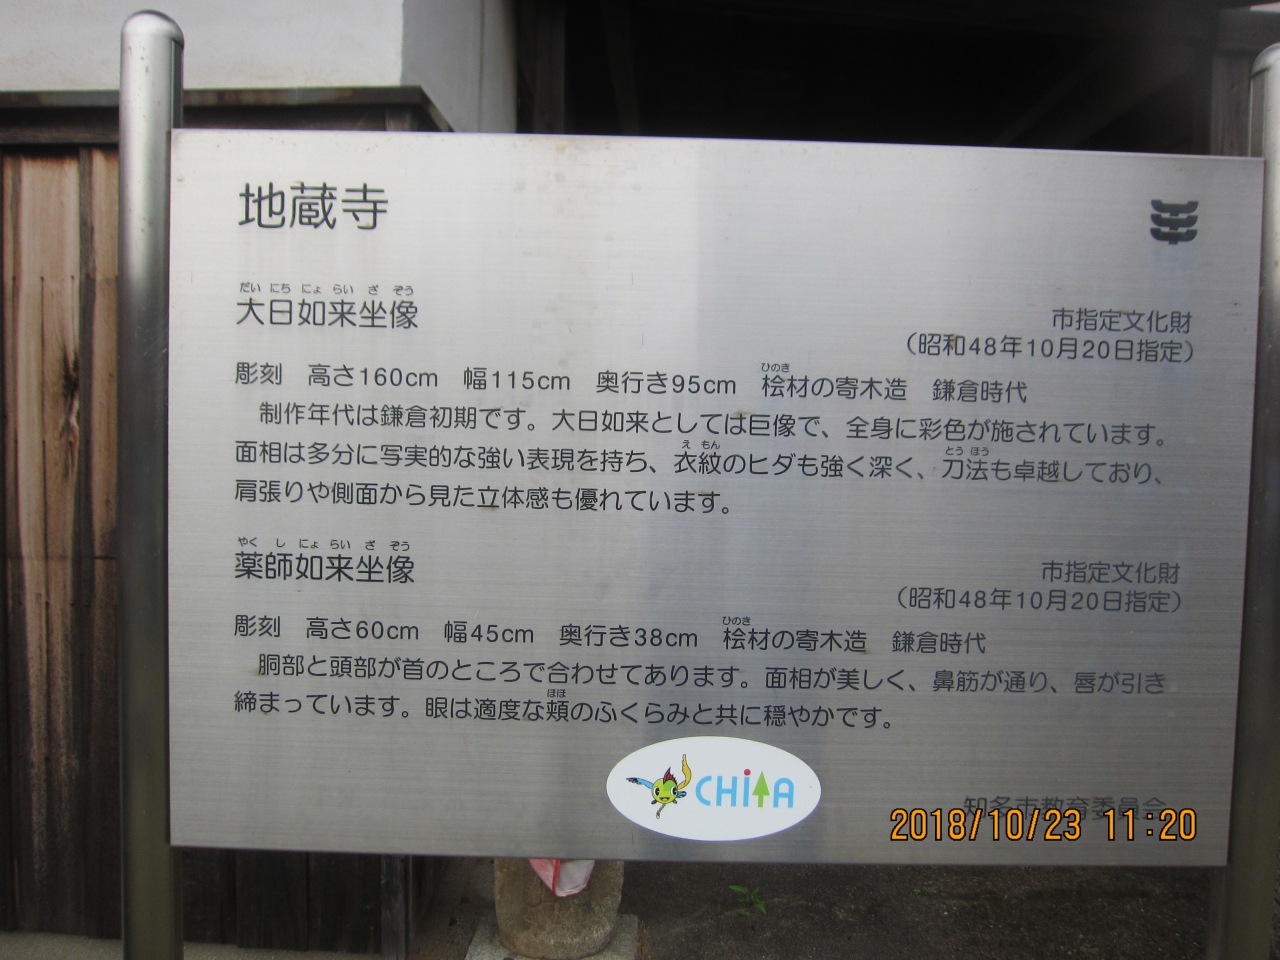 地蔵寺
だいにちにょらいざぞう
大日如来坐像
市指定文化財
（昭和48年10月20日指定）
ひのき
彫刻　高さ160cm　幅115cm　奥行き95cm　桧材の寄木造　鎌倉時代
制作年代は鎌倉初期です。大日如来としては巨像で、全身に彩色が施されています。
えもん　とうほう
面相は多分に写実的な強い表現を持ち、衣紋のヒダも強く深く、刀法も卓越しており、
肩張りや側面から見た立体感も優れています。
やくしにょらいざぞう
薬師如来坐像
市指定文化財
（昭和48年10月20日指定）
ひのき
彫刻　高さ60cm　幅45cm　奥行き38cm　桧材の寄木造　鎌倉時代
胴部と頭部が首のところで合わせてあります。面相が美しく、鼻筋が通り、唇が引き
ほほ
締まっています。眼は適度な頬のふくらみと共に穏やかです。
CHITA
知多市教育委員会
2018/10/23 11:20